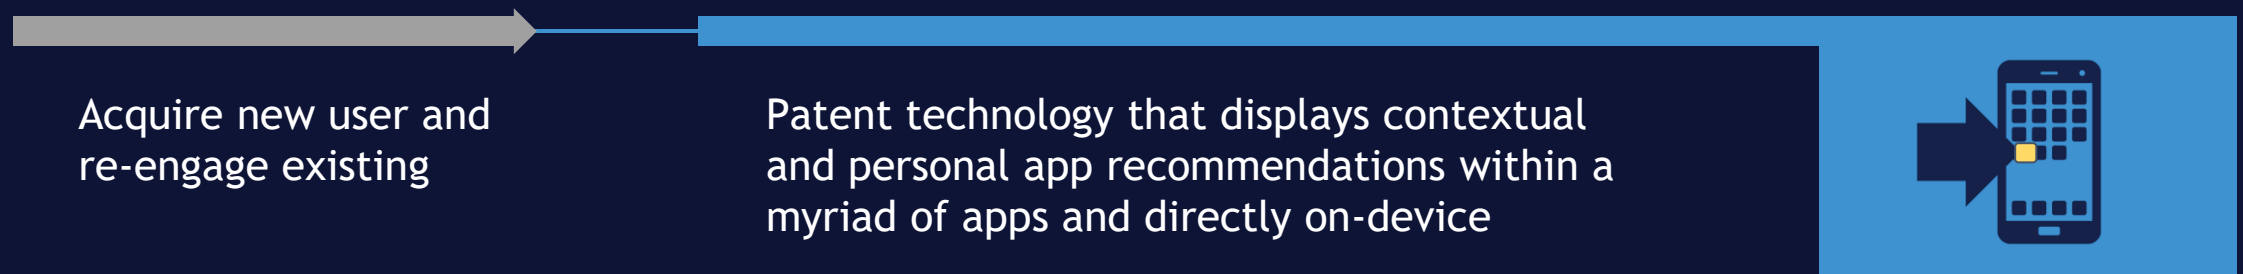 Acquire new user and
re-engage existing
Patent technology that displays contextual
and personal app recommendations within a
myriad of apps and directly on-device